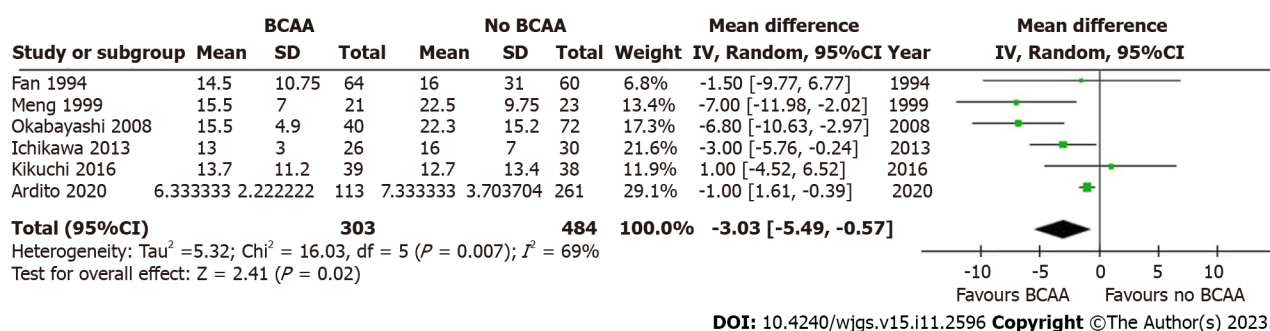 BCAA No BCAA Mean difference Mean difference
Study or subgroup Mean SD Total Mean SD Total Weight IV, Random, 95%CI Year IV, Random, 95%CI
Fan 1994 14.5 10.75 64 16 31 60 6.8% -1.50 [-9.77, 6.77] 1994
Meng 1999 15.5 7 21 22.5 9.75 23 13.4% -7.00 [-11.98, -2.02] 1999
Okabayashi 2008 15.5 4.9 40 22.3 15.2 72 17.3% -6.80 [-10.63, -2.97] 2008
Ichikawa 2013 13 3 26 16 7 30 21.6% -3.00 [-5.76, -0.24] 2013
Kikuchi 2016 13.7 11.2 39 12.7 13.4 38 11.9% 1.00 [-4.52, 6.52] 2016
Ardito 2020 6.333333 2.222222 113 7.333333 3.703704 261 29.1% -1.00 [1.61, -0.39] 2020
Total (95%CI) 303 484 100.0% -3.03 [-5.49, -0.57]
Heterogeneity: Tau² =5.32; Chi² = 16.03, df = 5 (P = 0.007); I² = 69%
Test for overall effect: Z = 2.41 (P = 0.02)
-10 -5 0 5 10
Favours BCAA Favours no BCAA
DOI: 10.4240/wjgs.v15.i11.2596 Copyright ©The Author(s) 2023.